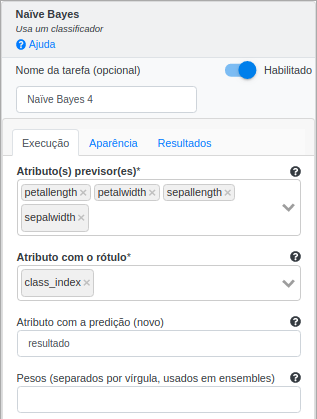 Naïve Bayes
Usa um classificador
Ajuda
Nome da tarefa (opcional)
Habilitado
Naïve Bayes 4
Execução Aparência Resultados
Atributo(s) previsor(es)*
petallength × petalwidth × sepallength ×
sepalwidth ×
Atributo com o rótulo*
class_index ×
Atributo com a predição (novo)
resultado
Pesos (separados por vírgula, usados em ensembles)